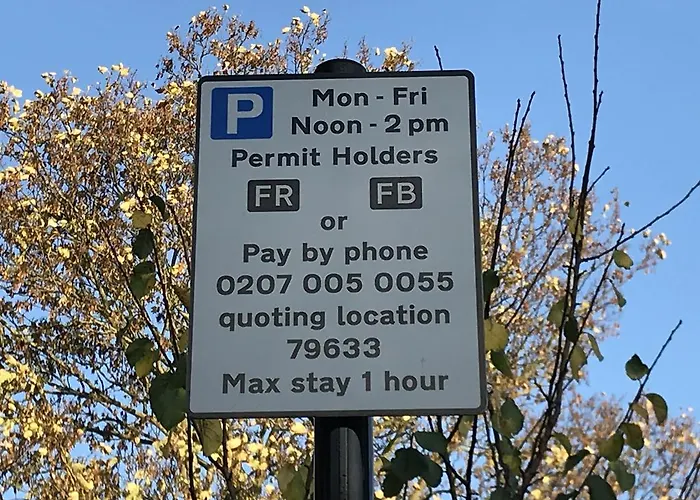 P Mon - Fri
Noon - 2 pm
Permit Holders
FR FB
or
Pay by phone
0207 005 0055
quoting location
79633
Max stay 1 hour